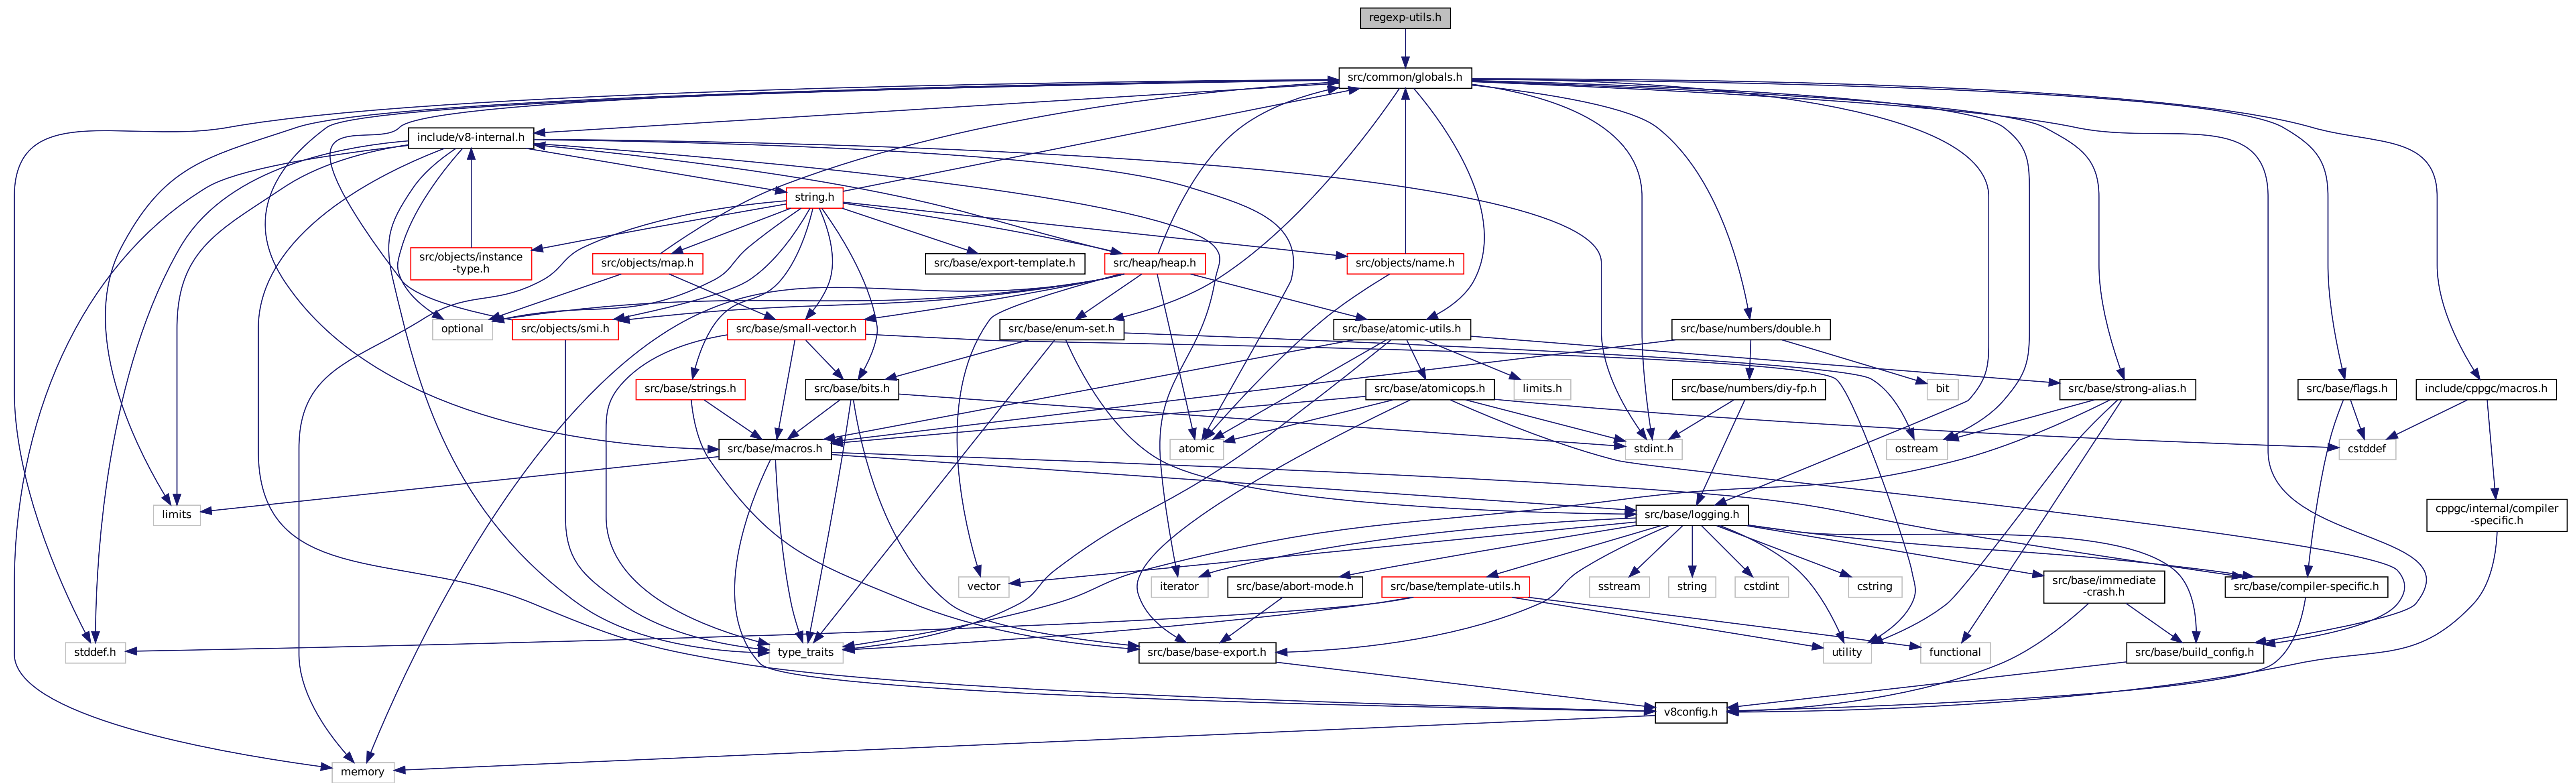 regexp-utils.h
src/common/globals.h
include/v8-internal.h
string.h
src/objects/instance
-type.h
src/objects/map.h
src/base/export-template.h
src/heap/heap.h
src/objects/name.h
optional
src/objects/smi.h
src/base/small-vector.h
src/base/enum-set.h
src/base/atomic-utils.h
src/base/numbers/double.h
src/base/strings.h
src/base/bits.h
src/base/atomicops.h
limits.h
src/base/numbers/diy-fp.h
bit
src/base/strong-alias.h
src/base/flags.h
include/cppgc/macros.h
src/base/macros.h
atomic
stdint.h
ostream
cstddef
limits
src/base/logging.h
cppgc/internal/compiler
-specific.h
vector
iterator
src/base/abort-mode.h
src/base/template-utils.h
sstream
string
cstdint
cstring
src/base/immediate
-crash.h
src/base/compiler-specific.h
stddef.h
type_traits
src/base/base-export.h
utility
functional
src/base/build_config.h
v8config.h
memory